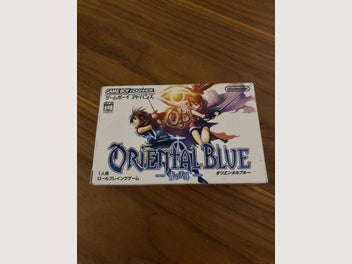 GAME BOY ADVANCE
ゲームボーイアドバンス
Nintendo
OB
ORIENTAL BLUE
オリエンタルブルー
1人用
ロールプレイングゲーム